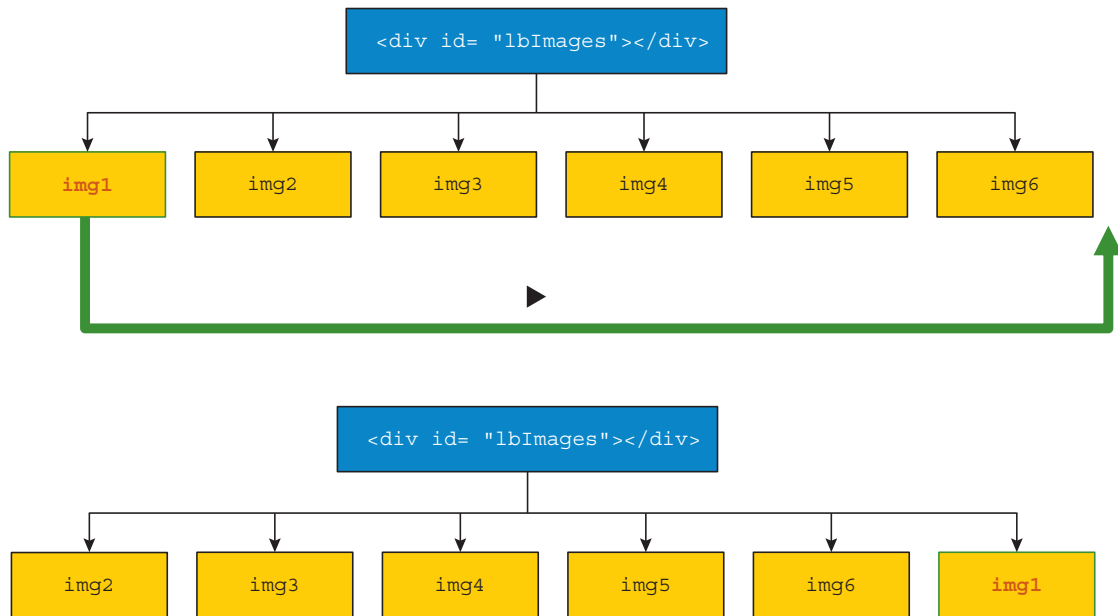 <div id= "lbImages"></div>
img1 img2 img3 img4 img5 img6
<div id= "lbImages"></div>
img2 img3 img4 img5 img6 img1